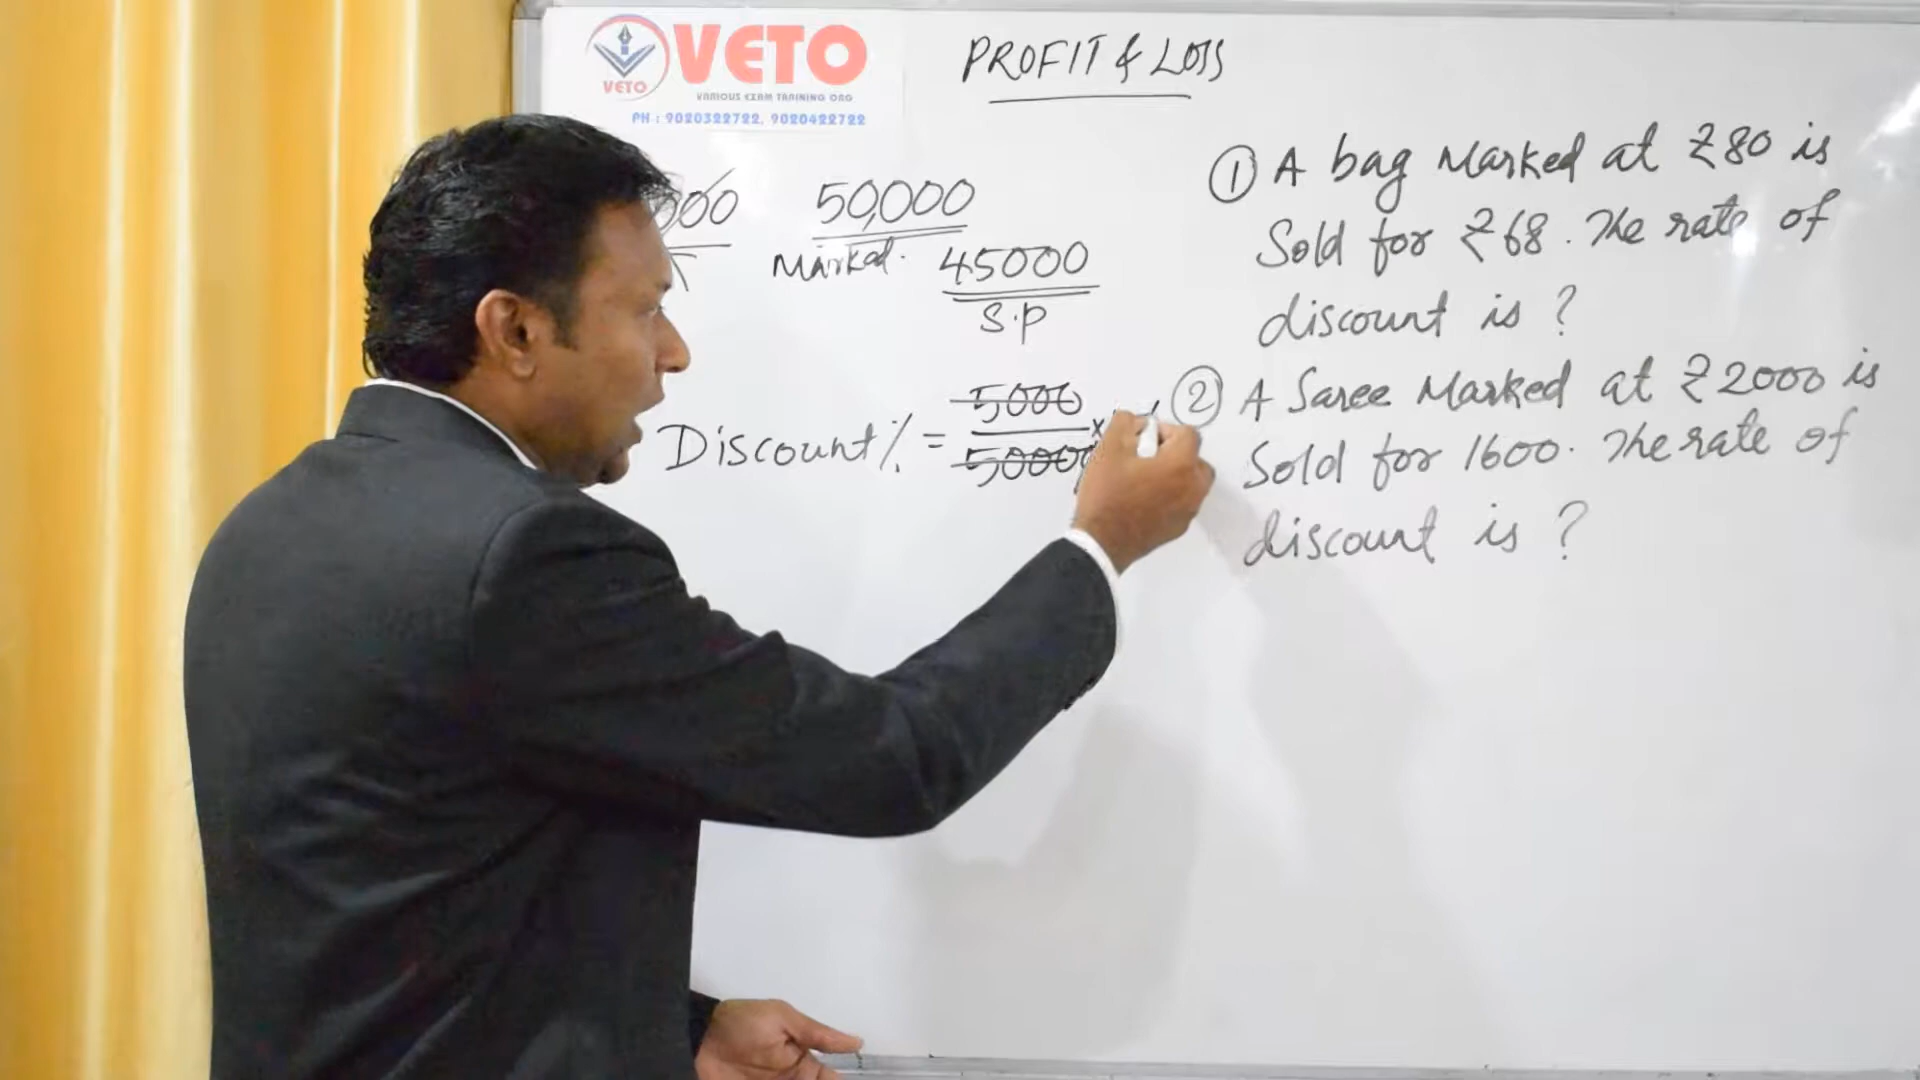 VETO
VETO
VARIOUS EXAM TRAINING ORG
PH : 9020322722, 9020422722
PROFIT & LOSS
50,000
Marked.
45000
S.P
Discount % = 5000
50000
① A bag Marked at ₹80 is
Sold for ₹68. The rate of
discount is ?
② A Saree Marked at ₹2000 is
Sold for 1600. The rate of
discount is ?